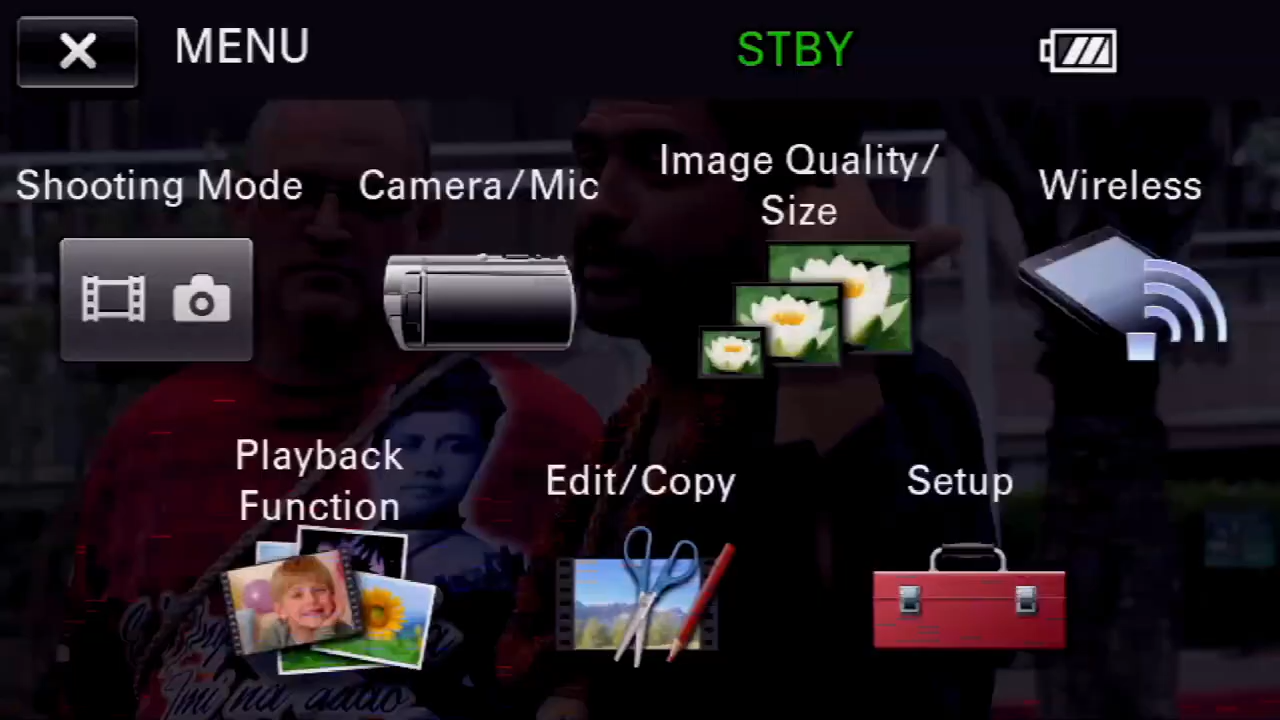 MENU
STBY
Shooting Mode
Camera/Mic
Image Quality/
Size
Wireless
Playback
Function
Edit/Copy
Setup